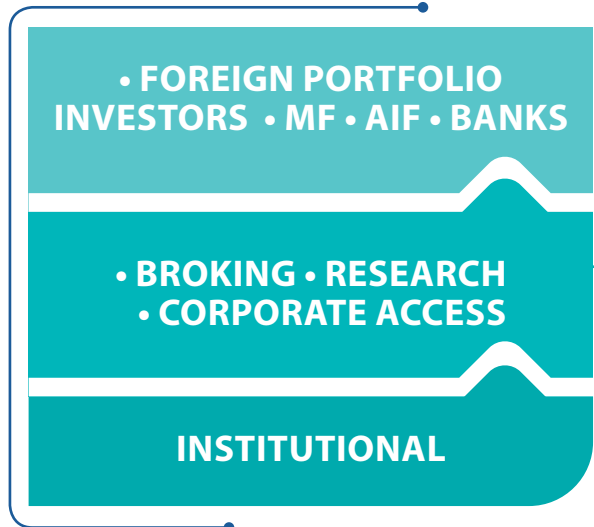 • FOREIGN PORTFOLIO
INVESTORS • MF • AIF • BANKS
• BROKING • RESEARCH
• CORPORATE ACCESS
INSTITUTIONAL